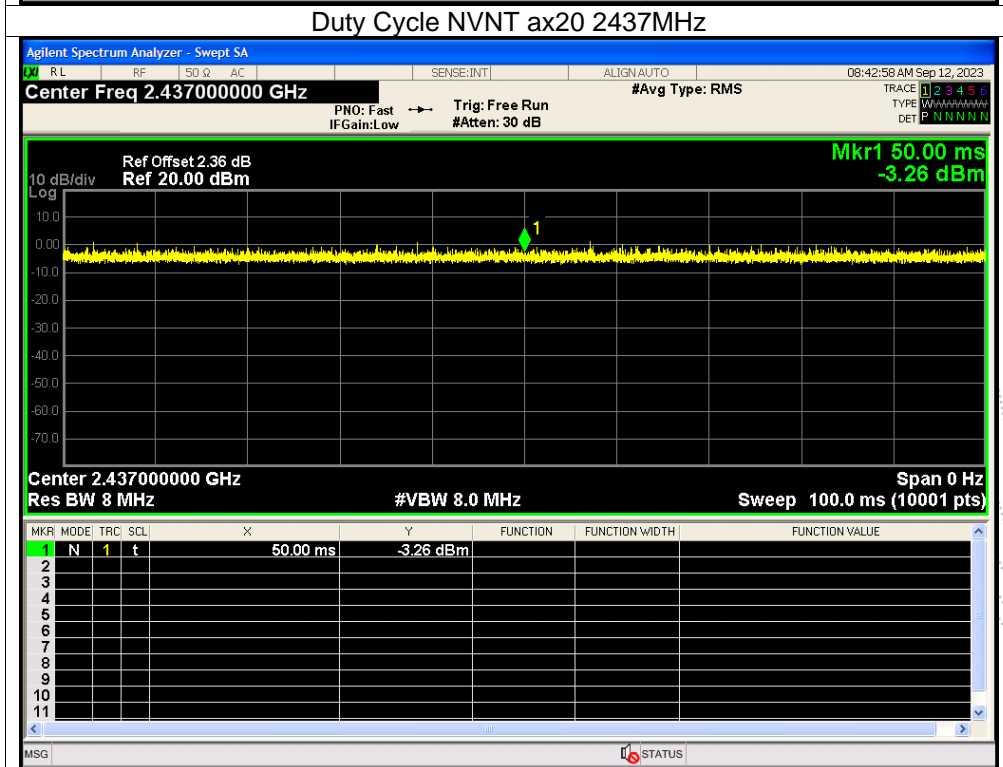 Duty Cycle NVNT ax20 2437MHz
Agilent Spectrum Analyzer - Swept SA
LXI RL RF 50 Ω AC SENSE:INT ALIGN AUTO 08:42:58 AM Sep 12, 2023
Center Freq 2.437000000 GHz #Avg Type: RMS TRACE 1 2 3 4 5 6
PNO: Fast Trig: Free Run TYPE WWWWWW
IFGain:Low #Atten: 30 dB DET P N N N N N
Mkr1 50.00 ms
Ref Offset 2.36 dB
10 dB/div Ref 20.00 dBm -3.26 dBm
Log
10.0
1
0.00
-10.0
-20.0
-30.0
-40.0
-50.0
-60.0
-70.0
Center 2.437000000 GHz Span 0 Hz
Res BW 8 MHz #VBW 8.0 MHz Sweep 100.0 ms (10001 pts)
MKR MODE TRC SCL X Y FUNCTION FUNCTION WIDTH FUNCTION VALUE
1 N 1 t 50.00 ms -3.26 dBm
2
3
4
5
6
7
8
9
10
11
MSG STATUS